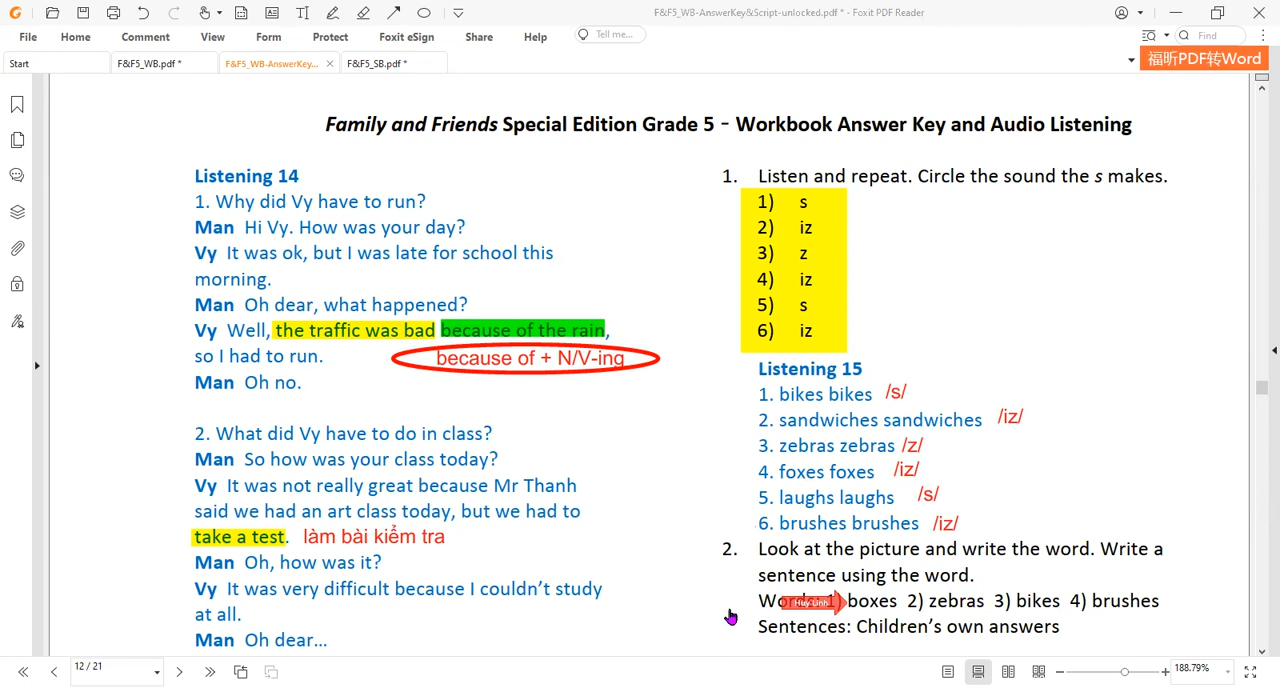 F&F5_WB-AnswerKey&Script-unlocked.pdf * - Foxit PDF Reader
File Home Comment View Form Protect Foxit eSign Share Help Tell me... Find
Start F&F5_WB.pdf * F&F5_WB-AnswerKey... F&F5_SB.pdf * 福昕PDF转Word
Family and Friends Special Edition Grade 5 – Workbook Answer Key and Audio Listening
Listening 14
1. Why did Vy have to run?
Man Hi Vy. How was your day?
Vy It was ok, but I was late for school this
morning.
Man Oh dear, what happened?
Vy Well, the traffic was bad because of the rain,
so I had to run.
because of + N/V-ing
Man Oh no.
2. What did Vy have to do in class?
Man So how was your class today?
Vy It was not really great because Mr Thanh
said we had an art class today, but we had to
take a test. làm bài kiểm tra
Man Oh, how was it?
Vy It was very difficult because I couldn't study
at all.
Man Oh dear...
1. Listen and repeat. Circle the sound the s makes.
1) s
2) iz
3) z
4) iz
5) s
6) iz
Listening 15
1. bikes bikes /s/
2. sandwiches sandwiches /iz/
3. zebras zebras /z/
4. foxes foxes /iz/
5. laughs laughs /s/
6. brushes brushes /iz/
2. Look at the picture and write the word. Write a
sentence using the word.
Words: 1) boxes 2) zebras 3) bikes 4) brushes
Huy Linh
Sentences: Children's own answers
12 / 21 188.79%